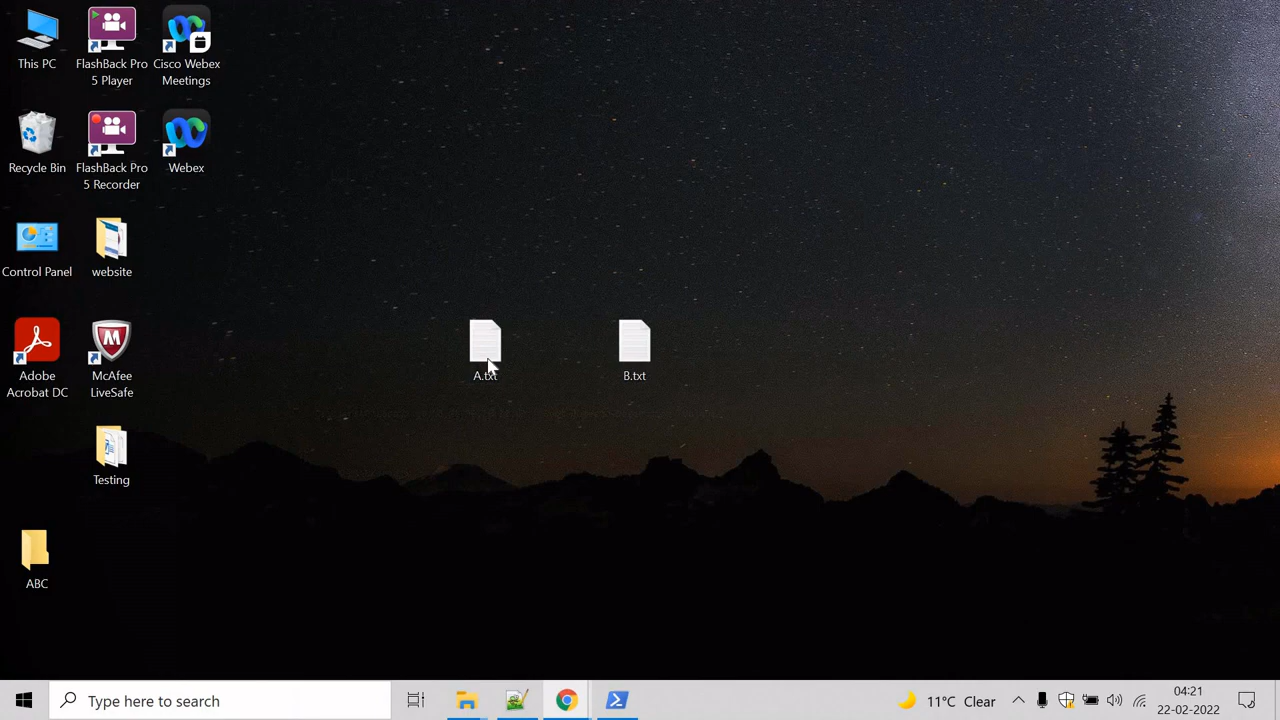 This PC
FlashBack Pro
5 Player
Cisco Webex
Meetings
Recycle Bin
FlashBack Pro
5 Recorder
Webex
Control Panel
website
A.txt
B.txt
Adobe
Acrobat DC
McAfee
LiveSafe
Testing
ABC
Type here to search
11°C Clear
04:21
22-02-2022